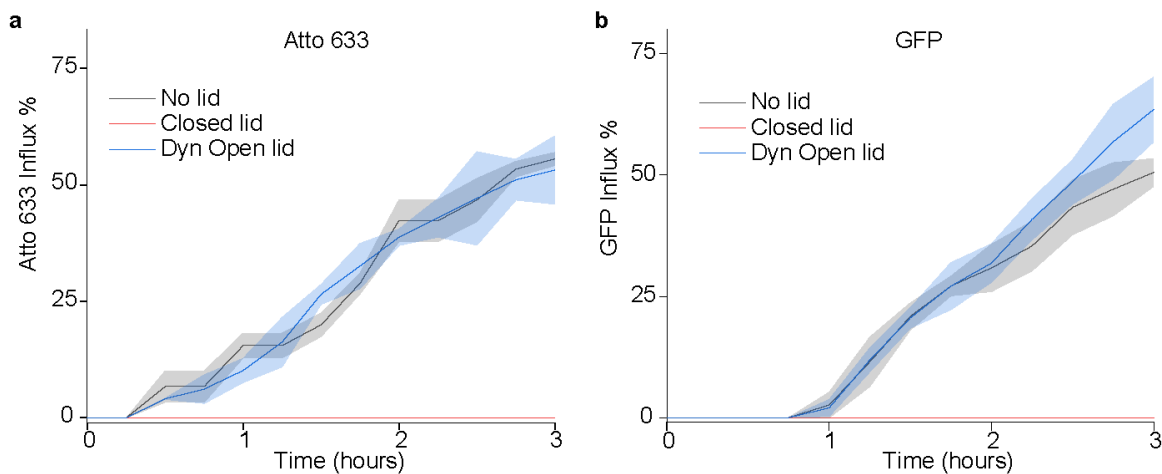 a
Atto 633
75
50
25
0
Atto 633 Influx %
No lid
Closed lid
Dyn Open lid
0 1 2 3
Time (hours)
b
GFP
75
50
25
0
GFP Influx %
No lid
Closed lid
Dyn Open lid
0 1 2 3
Time (hours)